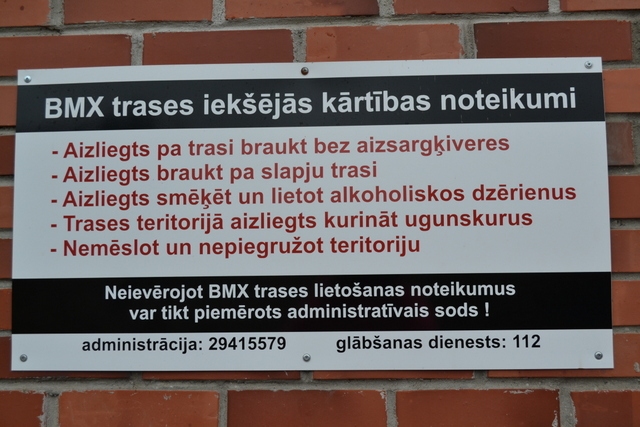 BMX trases iekšējās kārtības noteikumi
- Aizliegts pa trasi braukt bez aizsargķiveres
- Aizliegts braukt pa slapju trasi
- Aizliegts smēķēt un lietot alkoholiskos dzērienus
- Trases teritorijā aizliegts kurināt ugunskurus
- Nemēslot un nepiegružot teritoriju
Neievērojot BMX trases lietošanas noteikumus
var tikt piemērots administratīvais sods !
administrācija: 29415579 glābšanas dienests: 112